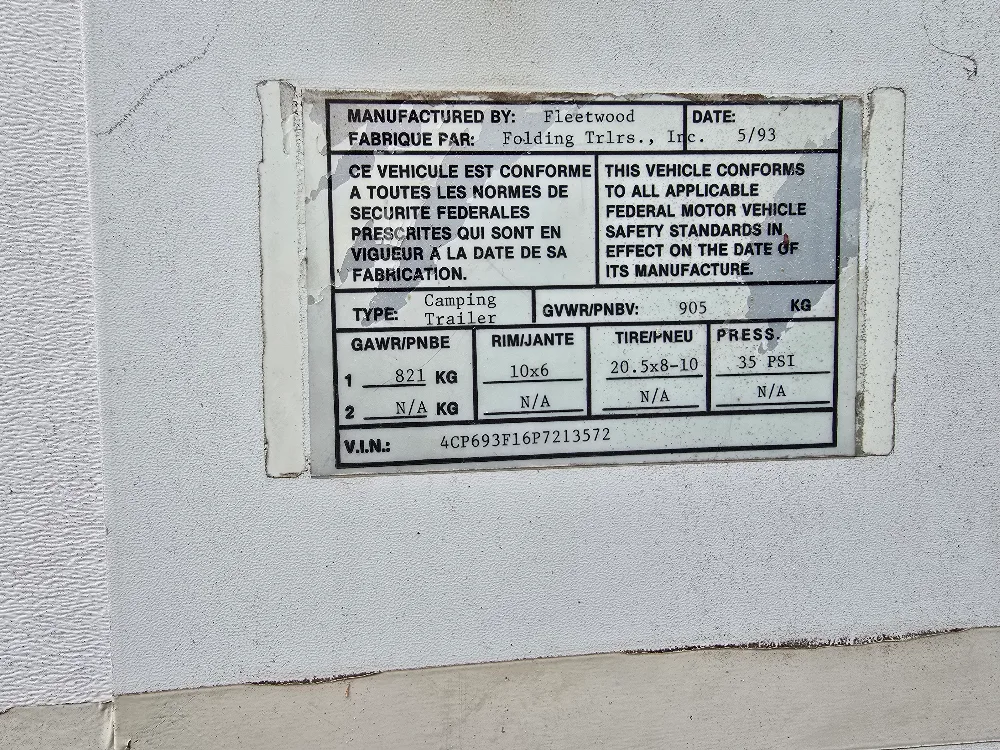 MANUFACTURED BY: Fleetwood
FABRIQUE PAR: Folding Trlrs., Inc.
DATE:
5/93
CE VEHICULE EST CONFORME
A TOUTES LES NORMES DE
SECURITE FEDERALES
PRESCRITES QUI SONT EN
VIGUEUR A LA DATE DE SA
FABRICATION.
THIS VEHICLE CONFORMS
TO ALL APPLICABLE
FEDERAL MOTOR VEHICLE
SAFETY STANDARDS IN
EFFECT ON THE DATE OF
ITS MANUFACTURE.
TYPE: Camping
Trailer
GVWR/PNBV: 905 KG
GAWR/PNBE RIM/JANTE TIRE/PNEU PRESS.
1 821 KG 10x6 20.5x8-10 35 PSI
2 N/A KG N/A N/A N/A
V.I.N.: 4CP693F16P7213572